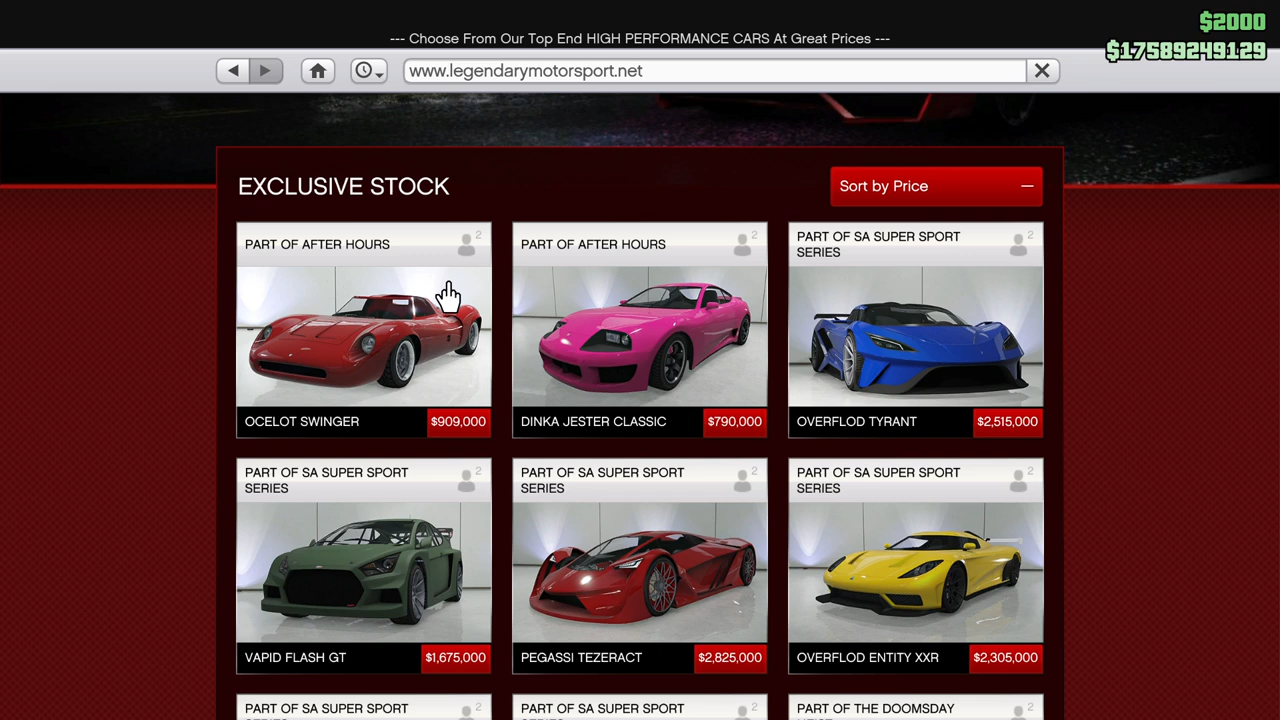 $2000
--- Choose From Our Top End HIGH PERFORMANCE CARS At Great Prices ---
$17589249129
www.legendarymotorsport.net
EXCLUSIVE STOCK
Sort by Price
PART OF AFTER HOURS
2
PART OF AFTER HOURS
2
PART OF SA SUPER SPORT
SERIES
2
OCELOT SWINGER
$909,000
DINKA JESTER CLASSIC
$790,000
OVERFLOD TYRANT
$2,515,000
PART OF SA SUPER SPORT
SERIES
2
PART OF SA SUPER SPORT
SERIES
2
PART OF SA SUPER SPORT
SERIES
2
VAPID FLASH GT
$1,675,000
PEGASSI TEZERACT
$2,825,000
OVERFLOD ENTITY XXR
$2,305,000
PART OF SA SUPER SPORT
2
PART OF SA SUPER SPORT
2
PART OF THE DOOMSDAY
2